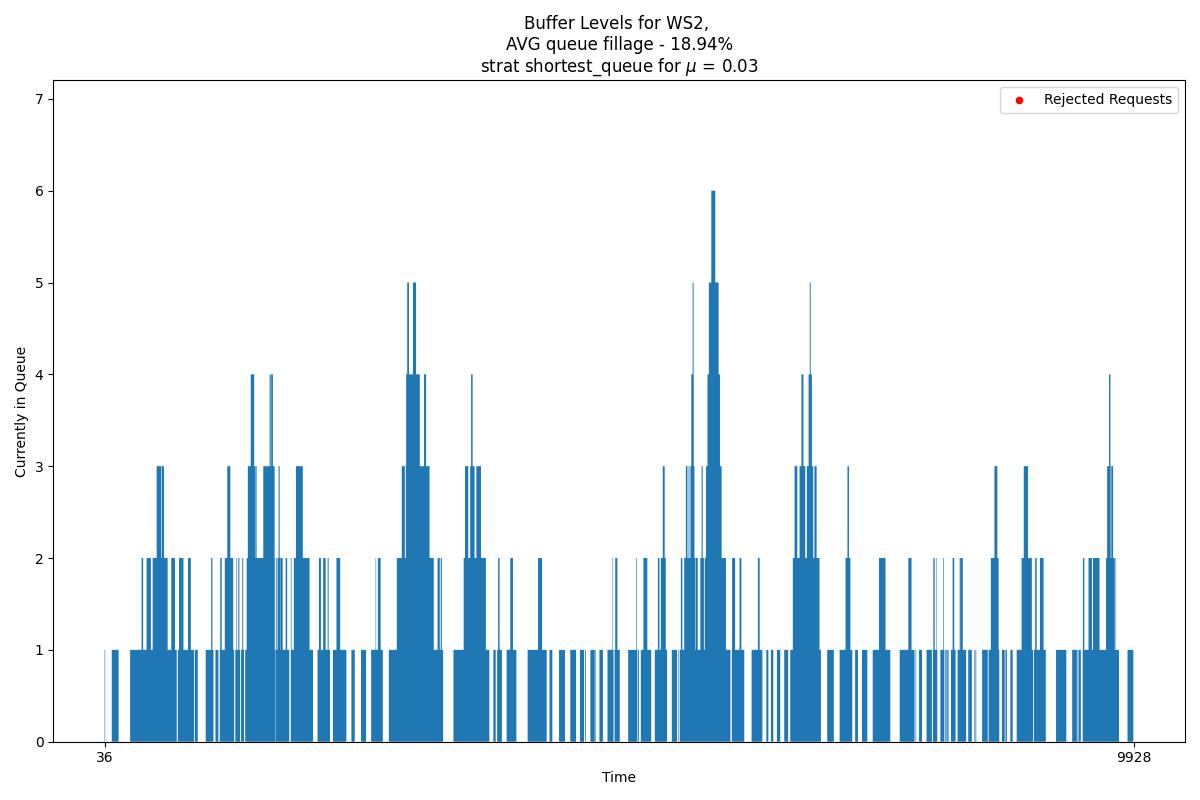 Buffer Levels for WS2,
AVG queue fillage - 18.94%
strat shortest_queue for μ = 0.03
Rejected Requests
7
6
5
4
3
2
1
0
Currently in Queue
36
9928
Time